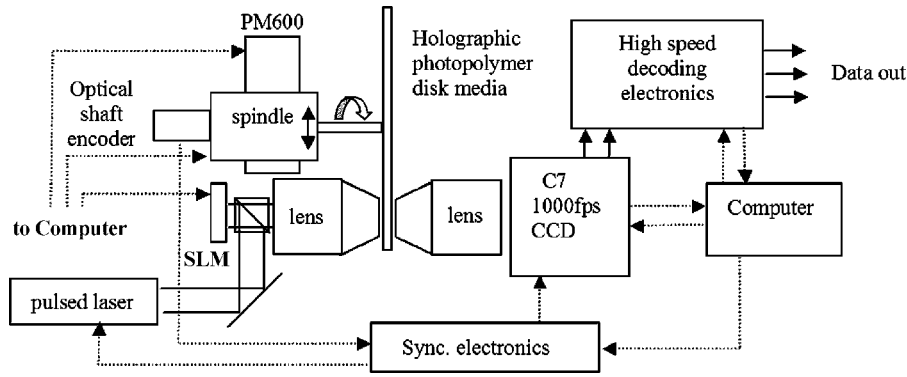 PM600
Holographic
photopolymer
disk media
High speed
decoding
electronics
Data out
Optical
shaft
encoder
spindle
to Computer
SLM
lens
lens
C7
1000fps
CCD
Computer
pulsed laser
Sync. electronics